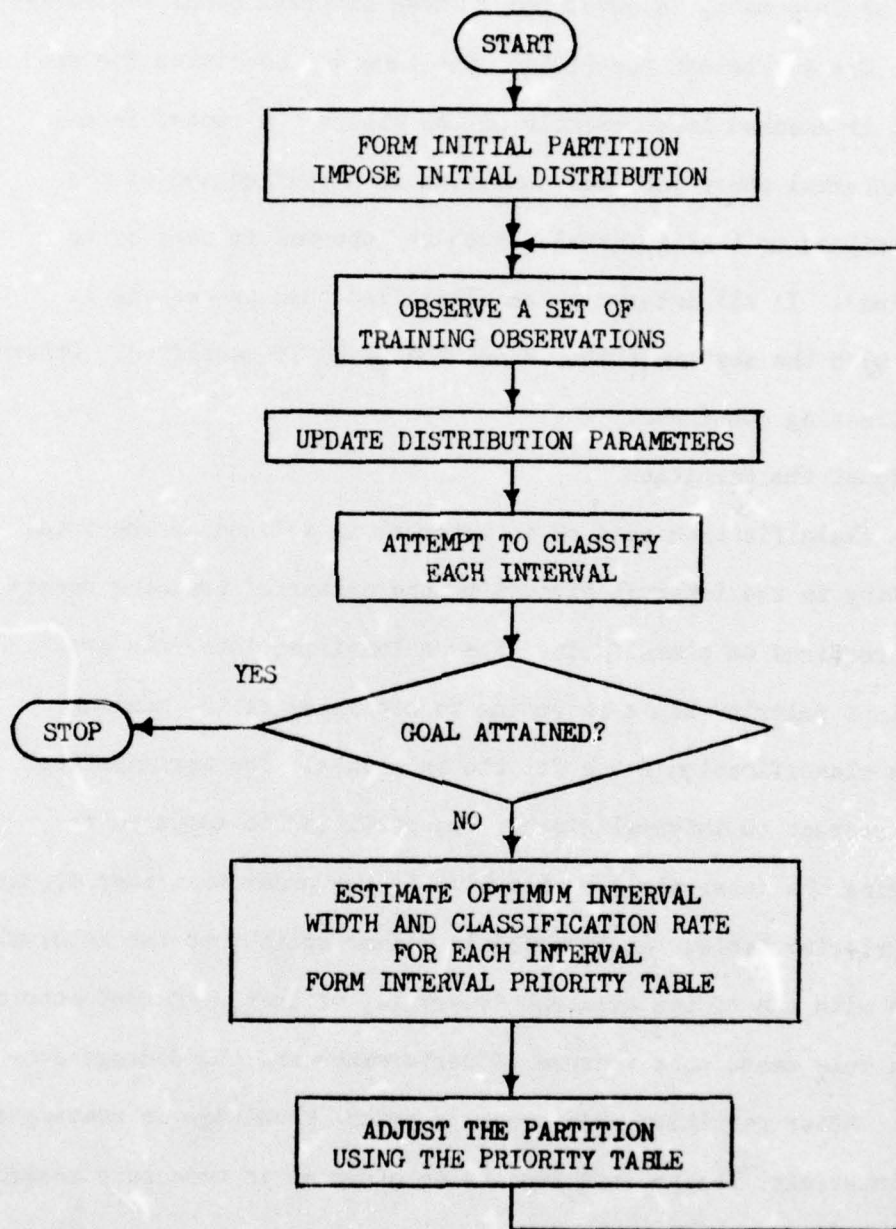 START
FORM INITIAL PARTITION
IMPOSE INITIAL DISTRIBUTION
OBSERVE A SET OF
TRAINING OBSERVATIONS
UPDATE DISTRIBUTION PARAMETERS
ATTEMPT TO CLASSIFY
EACH INTERVAL
YES
STOP
GOAL ATTAINED?
NO
ESTIMATE OPTIMUM INTERVAL
WIDTH AND CLASSIFICATION RATE
FOR EACH INTERVAL
FORM INTERVAL PRIORITY TABLE
ADJUST THE PARTITION
USING THE PRIORITY TABLE